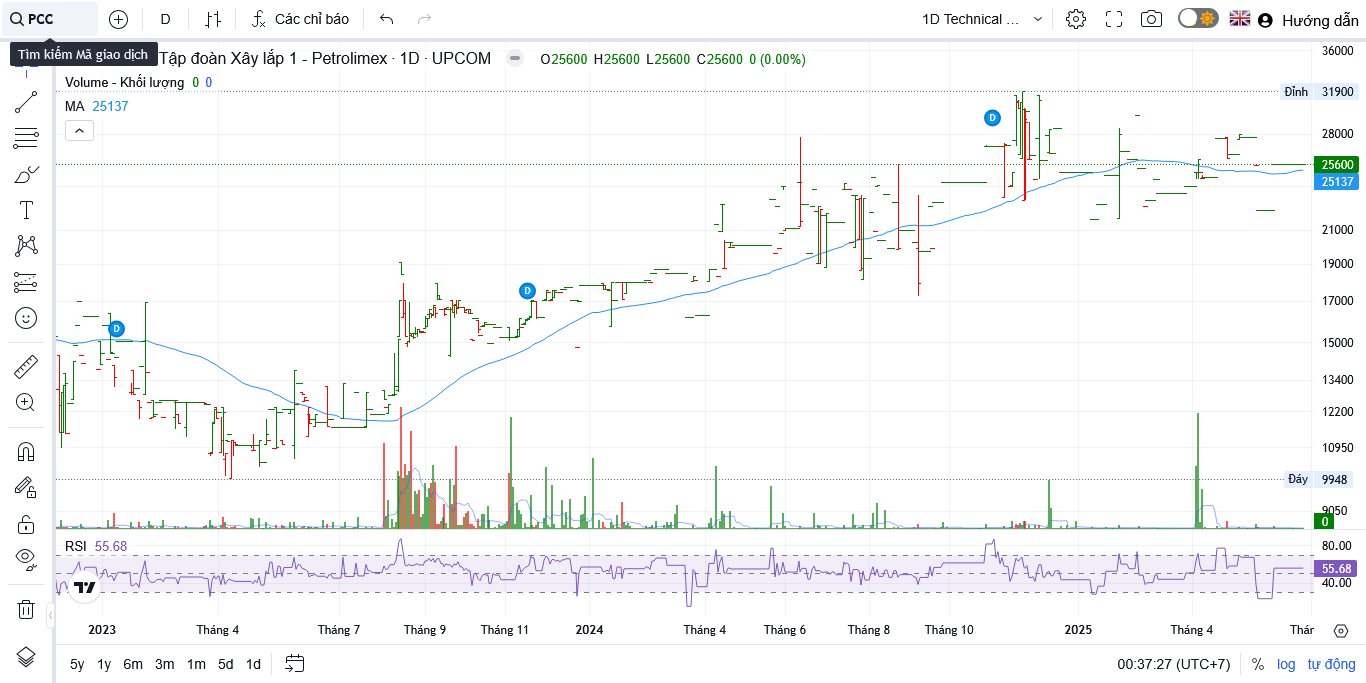 PCC
D
Các chỉ báo
1D Technical ...
Hướng dẫn
Tìm kiếm Mã giao dịch
Tập đoàn Xây lắp 1 - Petrolimex · 1D · UPCOM
O25600 H25600 L25600 C25600 0 (0.00%)
Volume - Khối lượng 0 0
MA 25137
36000
Đỉnh 31900
28000
25600
25137
21000
19000
17000
15000
13400
12200
10950
Đáy 9948
9050
0
D
D
D
RSI 55.68
80.00
55.68
40.00
2023
Tháng 4
Tháng 7
Tháng 9
Tháng 11
2024
Tháng 4
Tháng 6
Tháng 8
Tháng 10
2025
Tháng 4
Thár
5y 1y 6m 3m 1m 5d 1d
00:37:27 (UTC+7)
% log tự động